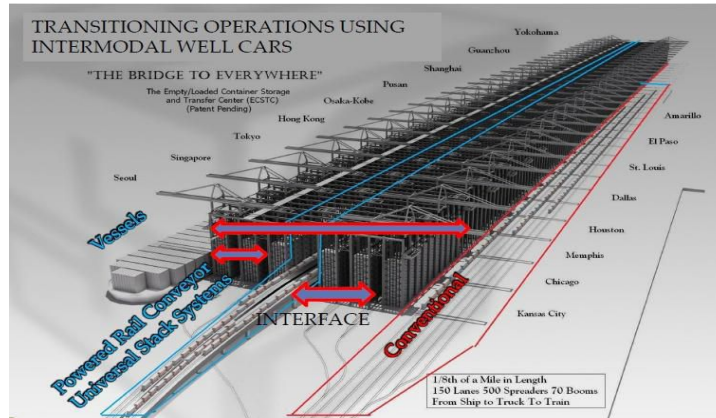 TRANSITIONING OPERATIONS USING
INTERMODAL WELL CARS
"THE BRIDGE TO EVERYWHERE"
The Empty/Loaded Container Storage
and Transfer Center (ECSTC)
(Patent Pending)
Yokohama
Guanzhou
Shanghai
Pusan
Osaka-Kobe
Hong Kong
Tokyo
Singapore
Seoul
Amarillo
El Paso
St. Louis
Dallas
Houston
Memphis
Chicago
Kansas City
Vessels
Powered Rail Conveyor
Universal Stack Systems
INTERFACE
Conventional
1/8th of a Mile in Length
150 Lanes 500 Spreaders 70 Booms
From Ship to Truck To Train